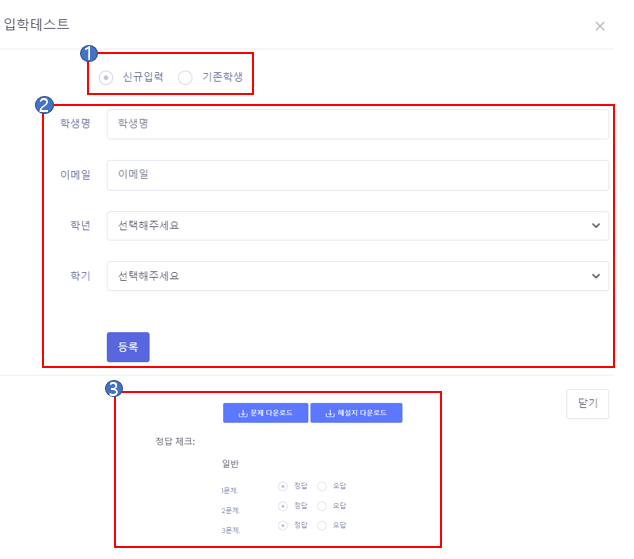 입학테스트 ×
1
신규입력 기존학생
2
학생명 학생명
이메일 이메일
학년 선택해주세요
학기 선택해주세요
등록
3
닫기
문제 다운로드 해설지 다운로드
정답 체크:
일반
1문제. 정답 오답
2문제. 정답 오답
3문제. 정답 오답